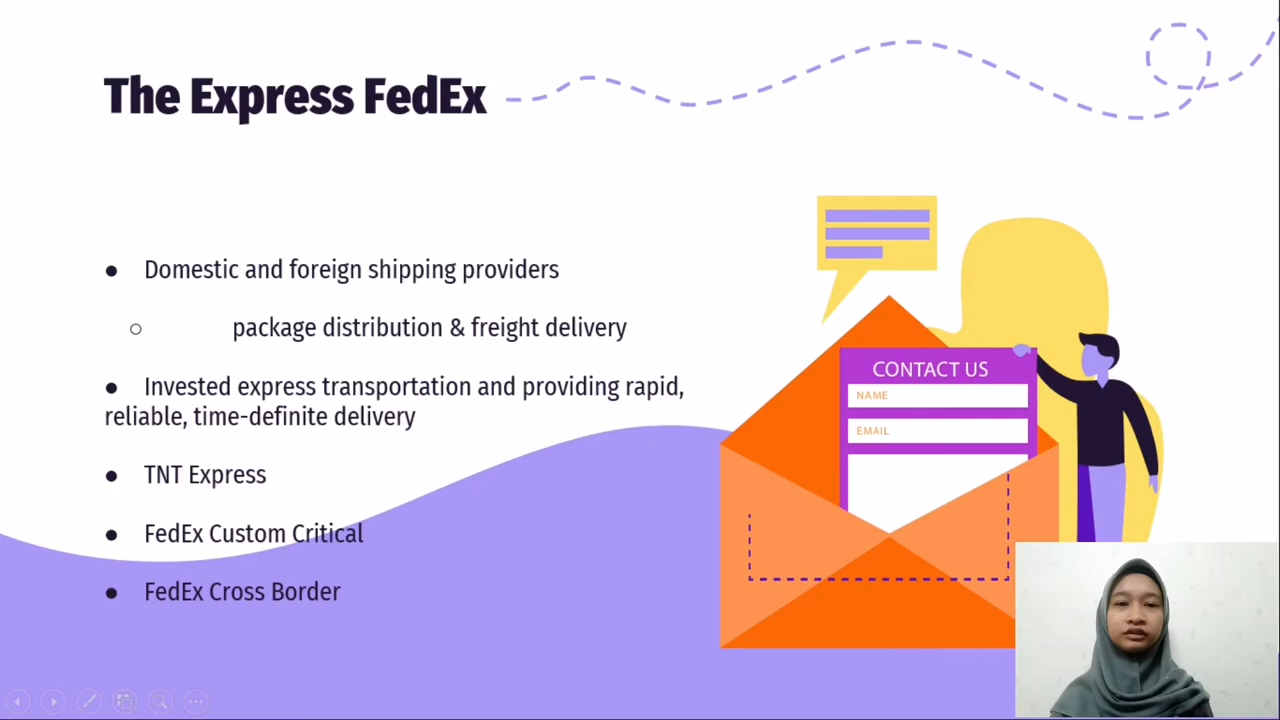 The Express FedEx
● Domestic and foreign shipping providers
○ package distribution & freight delivery
● Invested express transportation and providing rapid,
reliable, time-definite delivery
● TNT Express
● FedEx Custom Critical
● FedEx Cross Border
CONTACT US
NAME
EMAIL